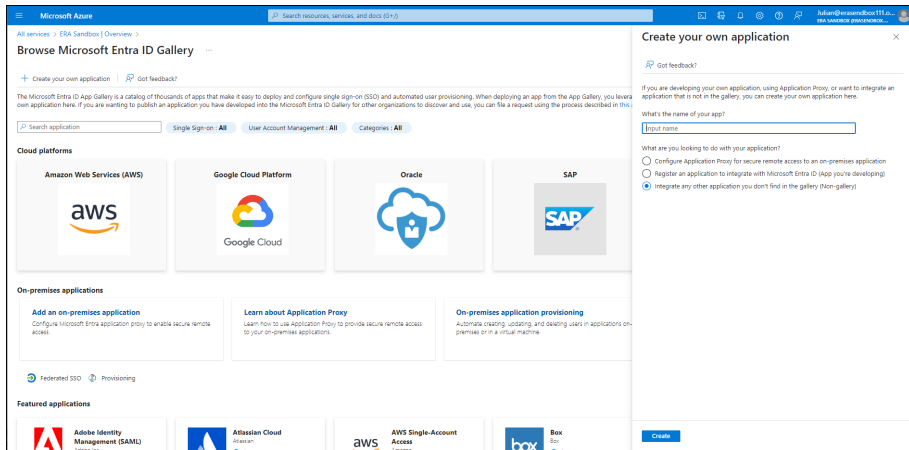 Microsoft Azure
Search resources, services, and docs (G+/)
Julian@erasendbox111.o...
ERA SANDBOX (ERASENDBOX....
All services > ERA Sandbox | Overview >
Browse Microsoft Entra ID Gallery ...
+ Create your own application
Got feedback?
The Microsoft Entra ID App Gallery is a catalog of thousands of apps that make it easy to deploy and configure single sign-on (SSO) and automated user provisioning. When deploying an app from the App Gallery, you levera
own application here. If you are wanting to publish an application you have developed into the Microsoft Entra ID Gallery for other organizations to discover and use, you can file a request using the process described in this
Search application
Single Sign-on : All
User Account Management : All
Categories : All
Cloud platforms
Amazon Web Services (AWS)
aws
Google Cloud Platform
Google Cloud
Oracle
SAP
SAP
On-premises applications
Add an on-premises application
Configure Microsoft Entra application proxy to enable secure remote
access.
Learn about Application Proxy
Learn how to use Application Proxy to provide secure remote access
to your on-premises applications.
On-premises application provisioning
Automate creating, updating, and deleting users in applications on-
premises or in a virtual machine.
Federated SSO
Provisioning
Featured applications
Adobe Identity
Management (SAML)
Adobe Inc.
Atlassian Cloud
Atlassian
aws
AWS Single-Account
Access
Amazon
box
Box
Box
Create your own application
Got feedback?
If you are developing your own application, using Application Proxy, or want to integrate an
application that is not in the gallery, you can create your own application here.
What's the name of your app?
Input name
What are you looking to do with your application?
Configure Application Proxy for secure remote access to an on-premises application
Register an application to integrate with Microsoft Entra ID (App you're developing)
Integrate any other application you don't find in the gallery (Non-gallery)
Create